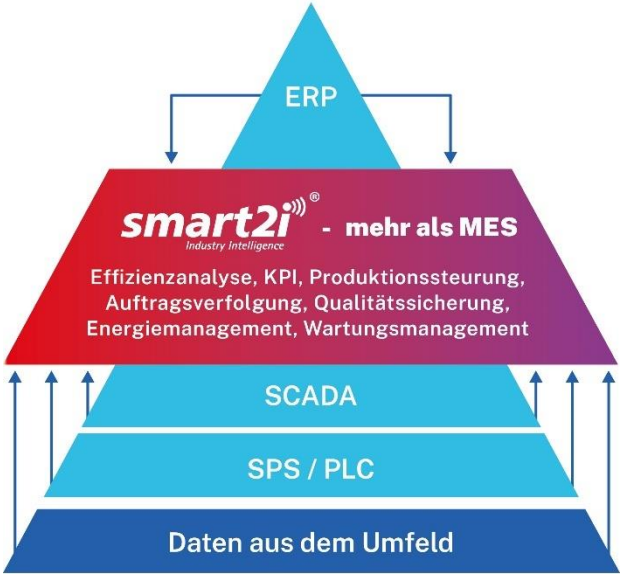 ERP
smart2i® - mehr als MES
Industry Intelligence
Effizienzanalyse, KPI, Produktionssteurung,
Auftragsverfolgung, Qualitätssicherung,
Energiemanagement, Wartungsmanagement
SCADA
SPS / PLC
Daten aus dem Umfeld